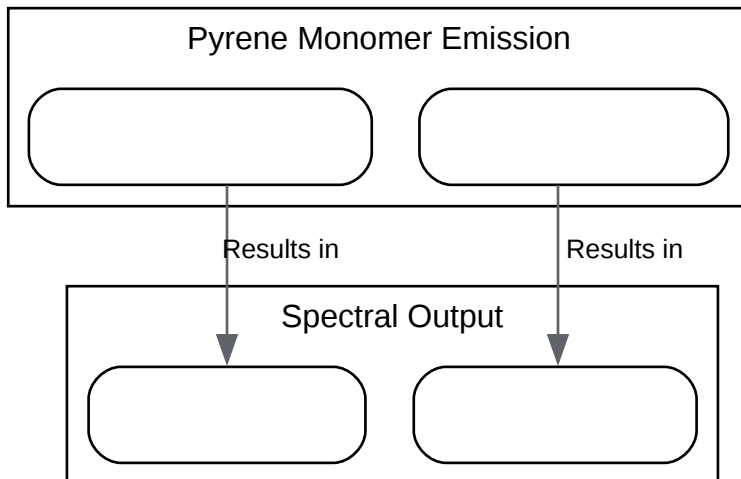 Pyrene Monomer Emission
Results in
Results in
Spectral Output